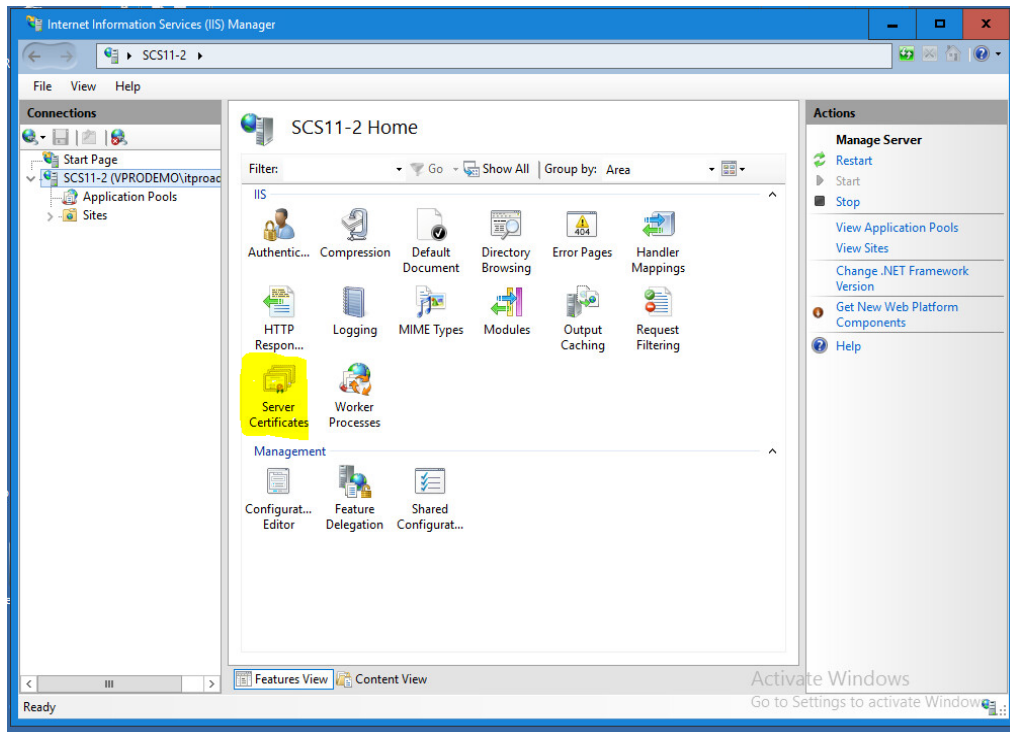 Internet Information Services (IIS) Manager
SCS11-2
File View Help
Connections
Start Page
SCS11-2 (VPRODEMO\itproac
Application Pools
Sites
SCS11-2 Home
Filter: Go Show All Group by: Area
IIS
Authentic... Compression Default Document Directory Browsing Error Pages Handler Mappings
404
HTTP Respon... Logging MIME Types Modules Output Caching Request Filtering
Server Certificates Worker Processes
Management
Configurat... Editor Feature Delegation Shared Configurat...
Features View Content View
Actions
Manage Server
Restart
Start
Stop
View Application Pools
View Sites
Change .NET Framework
Version
Get New Web Platform
Components
Help
Activate Windows
Go to Settings to activate Windows
Ready